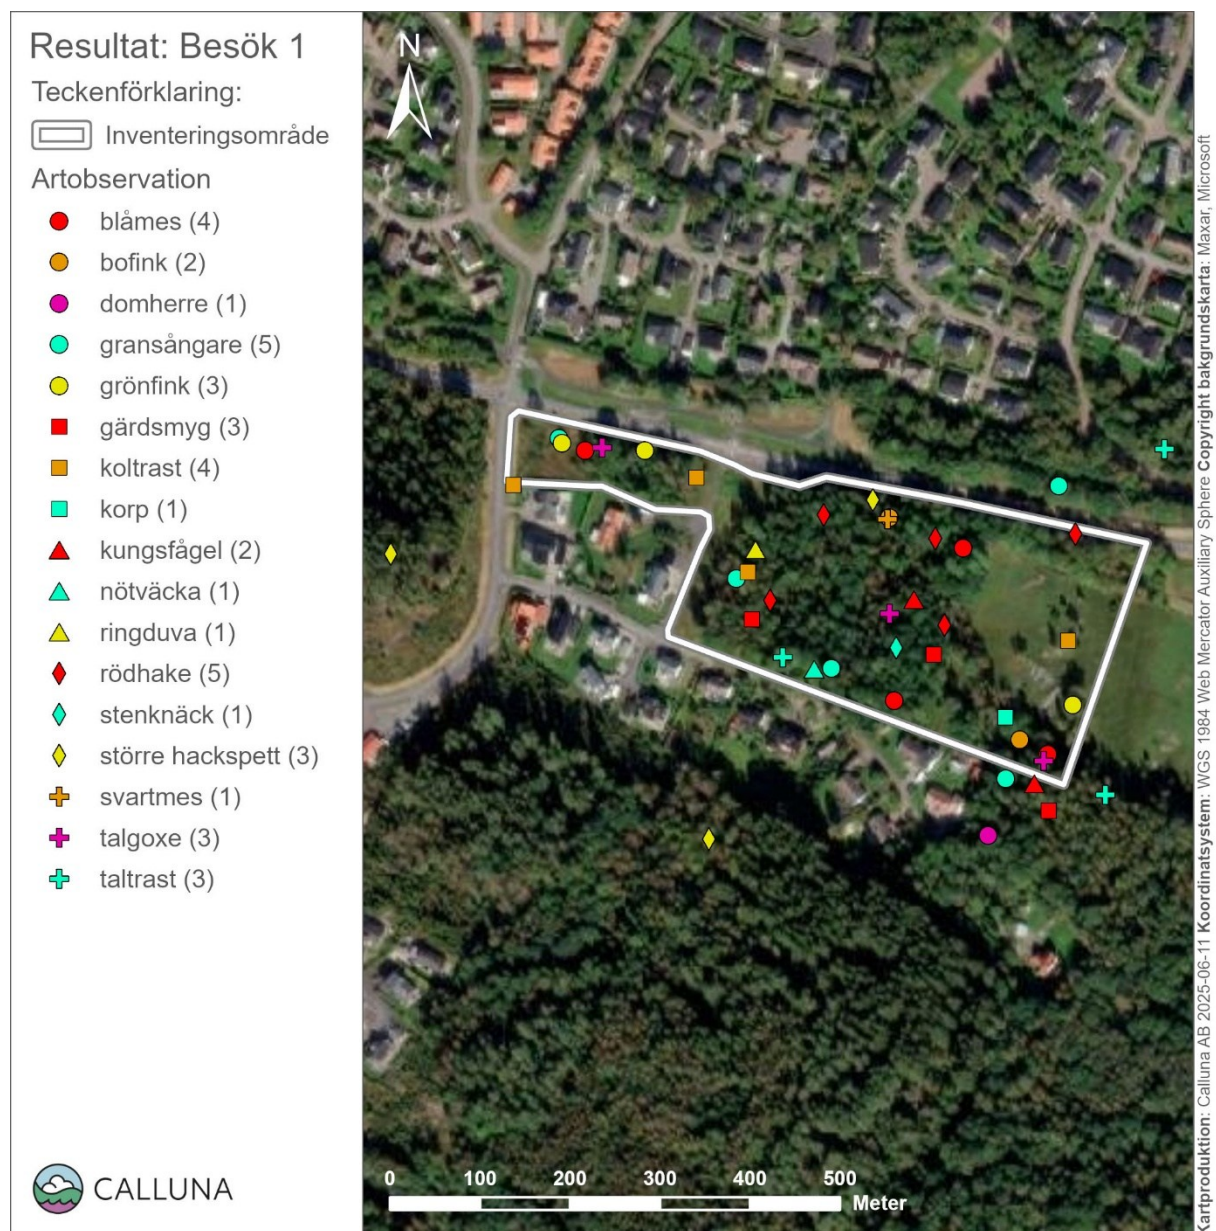 Resultat: Besök 1
Teckenförklaring:
Inventeringsområde
Artobservation
blåmes (4)
bofink (2)
domherre (1)
gransångare (5)
grönfink (3)
gärdsmyg (3)
koltrast (4)
korp (1)
kungsfågel (2)
nötväcka (1)
ringduva (1)
rödhake (5)
stenknäck (1)
större hackspett (3)
svartmes (1)
talgoxe (3)
taltrast (3)
CALLUNA
N
0 100 200 300 400 500
Meter
Kartproduktion: Calluna AB 2025-06-11 Koordinatsystem: WGS 1984 Web Mercator Auxiliary Sphere Copyright bakgrundskarta: Maxar, Microsoft